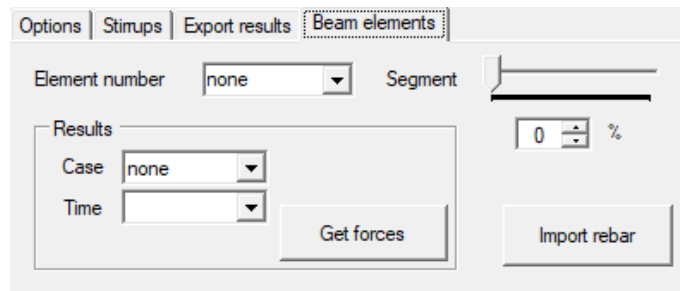 Options Stirrups Export results Beam elements
Element number none Segment
Results
0 %
Case none
Time
Get forces Import rebar